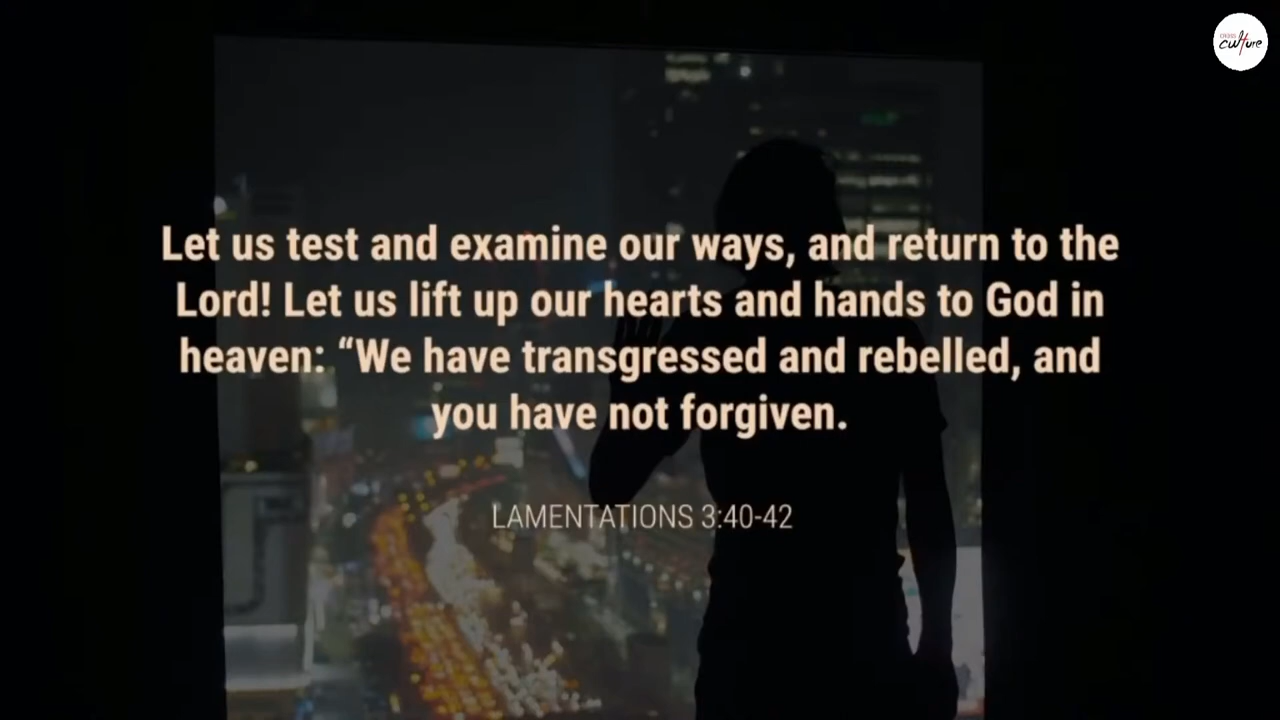 CROSS
culture
Let us test and examine our ways, and return to the
Lord! Let us lift up our hearts and hands to God in
heaven: “We have transgressed and rebelled, and
you have not forgiven.
LAMENTATIONS 3:40-42